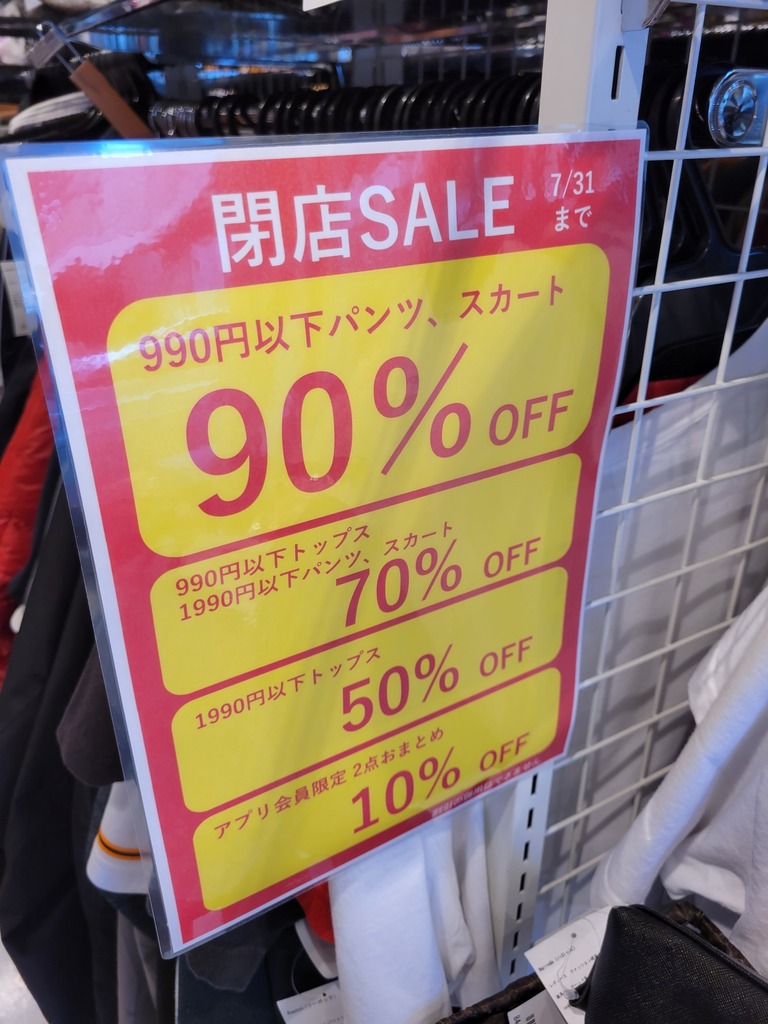 閉店SALE
7/31
まで
990円以下パンツ、スカート
90% OFF
990円以下トップス
1990円以下パンツ、スカート
70% OFF
1990円以下トップス
50% OFF
アプリ会員限定 2点おまとめ
10% OFF